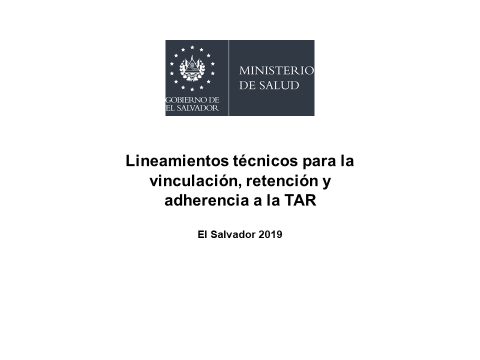 MINISTERIO
DE SALUD
GOBIERNO DE
EL SALVADOR
Lineamientos técnicos para la
vinculación, retención y
adherencia a la TAR
El Salvador 2019